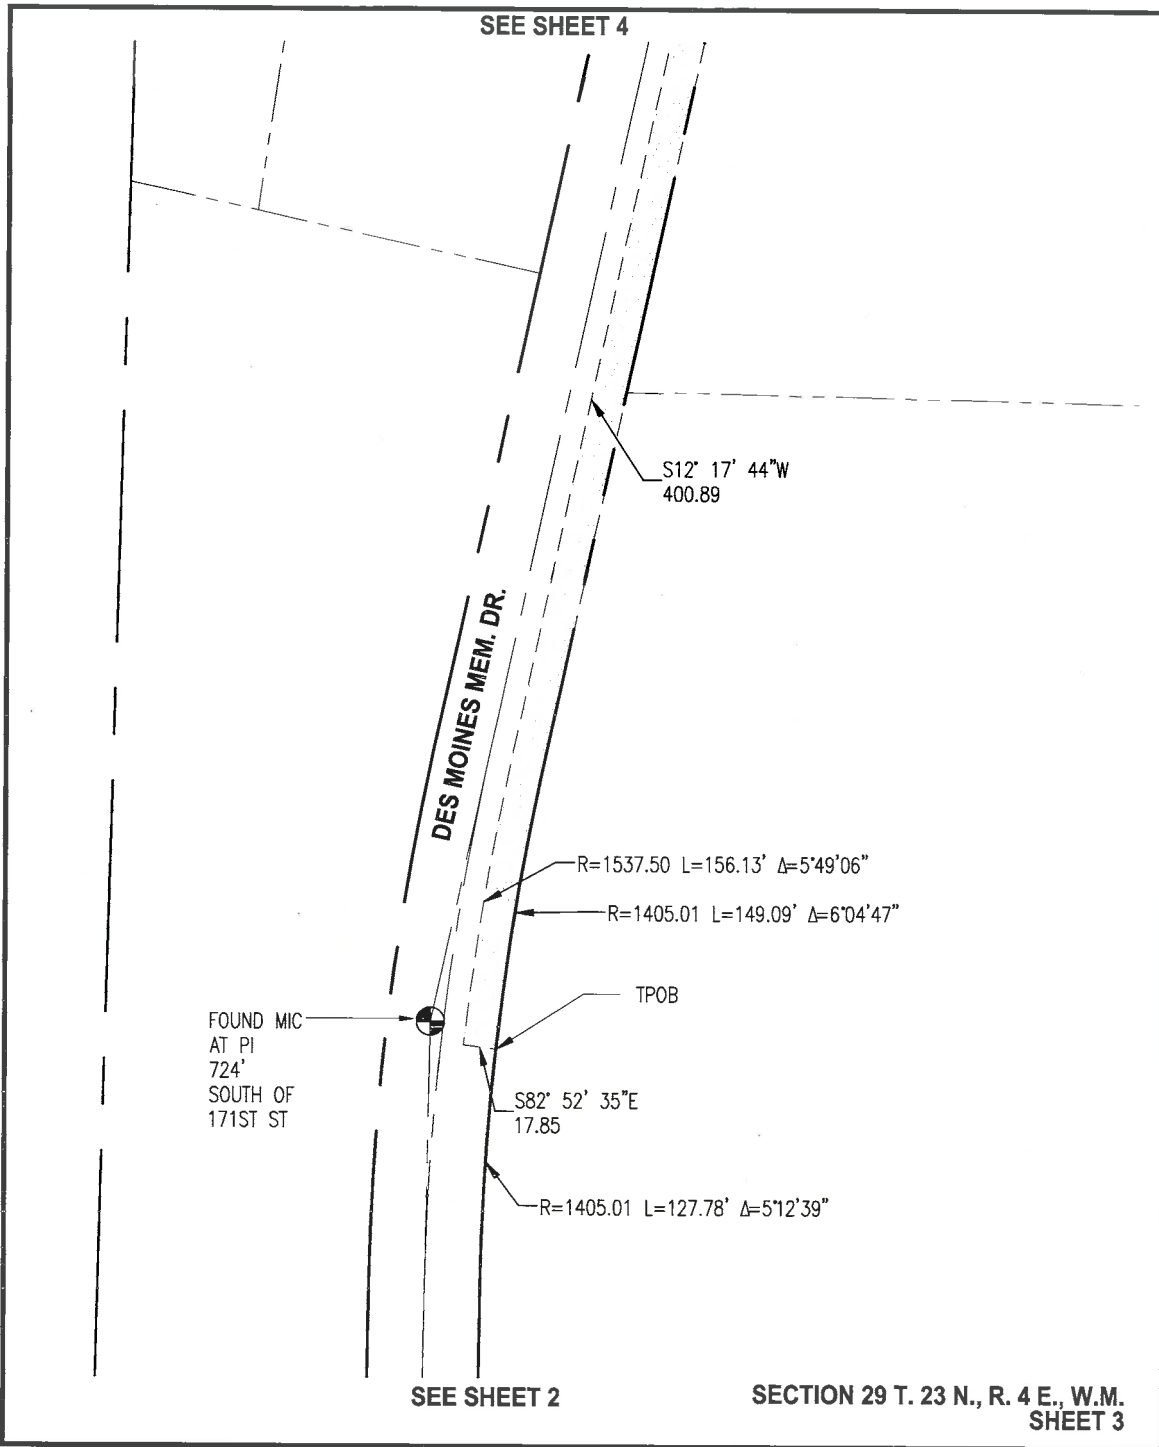 SEE SHEET 4
S12° 17' 44"W
400.89
DES MOINES MEM. DR.
R=1537.50 L=156.13' Δ=5°49'06"
R=1405.01 L=149.09' Δ=6°04'47"
TPOB
FOUND MIC
AT PI
724'
SOUTH OF
171ST ST
S82° 52' 35"E
17.85
R=1405.01 L=127.78' Δ=5°12'39"
SEE SHEET 2
SECTION 29 T. 23 N., R. 4 E., W.M.
SHEET 3